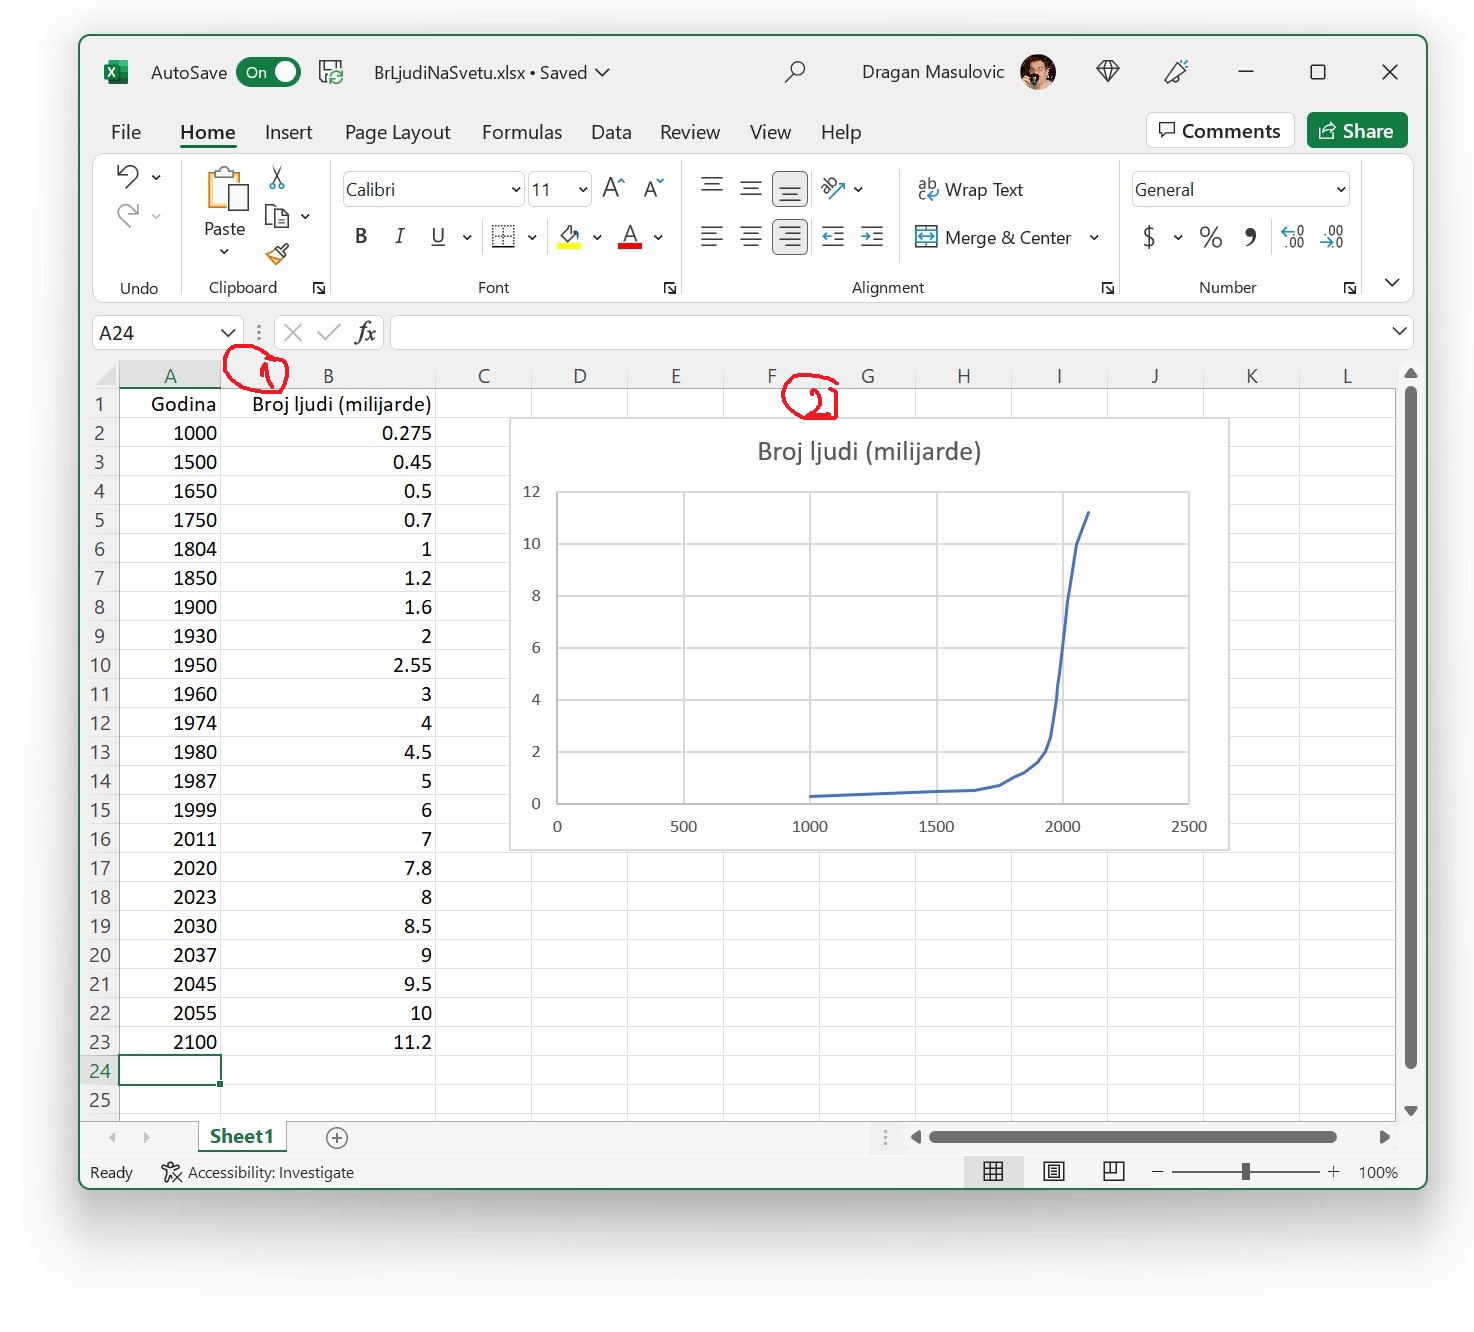 AutoSave On BrLjudiNaSvetu.xlsx • Saved Dragan Masulovic
File Home Insert Page Layout Formulas Data Review View Help Comments Share
Paste Calibri 11 Wrap Text General
B I U A Merge & Center $ % 9 .00 .00
Undo Clipboard Font Alignment Number
A24 fx
1 2
A B C D E F G H I J K L
1 Godina Broj ljudi (milijarde)
2 1000 0.275
3 1500 0.45
4 1650 0.5
5 1750 0.7
6 1804 1
7 1850 1.2
8 1900 1.6
9 1930 2
10 1950 2.55
11 1960 3
12 1974 4
13 1980 4.5
14 1987 5
15 1999 6
16 2011 7
17 2020 7.8
18 2023 8
19 2030 8.5
20 2037 9
21 2045 9.5
22 2055 10
23 2100 11.2
24
25
Broj ljudi (milijarde)
12
10
8
6
4
2
0
0 500 1000 1500 2000 2500
Sheet1
Ready Accessibility: Investigate 100%